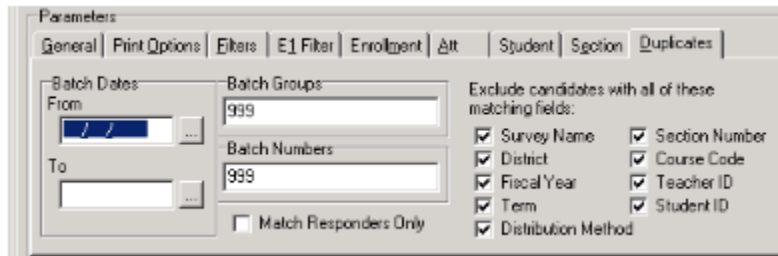 Parameters
General Print Options Filters E1 Filter Enrollment Att Student Section Duplicates
Batch Dates
From
/ /
...
To
...
Batch Groups
999
Batch Numbers
999
Match Responders Only
Exclude candidates with all of these
matching fields:
Survey Name Section Number
District Course Code
Fiscal Year Teacher ID
Term Student ID
Distribution Method